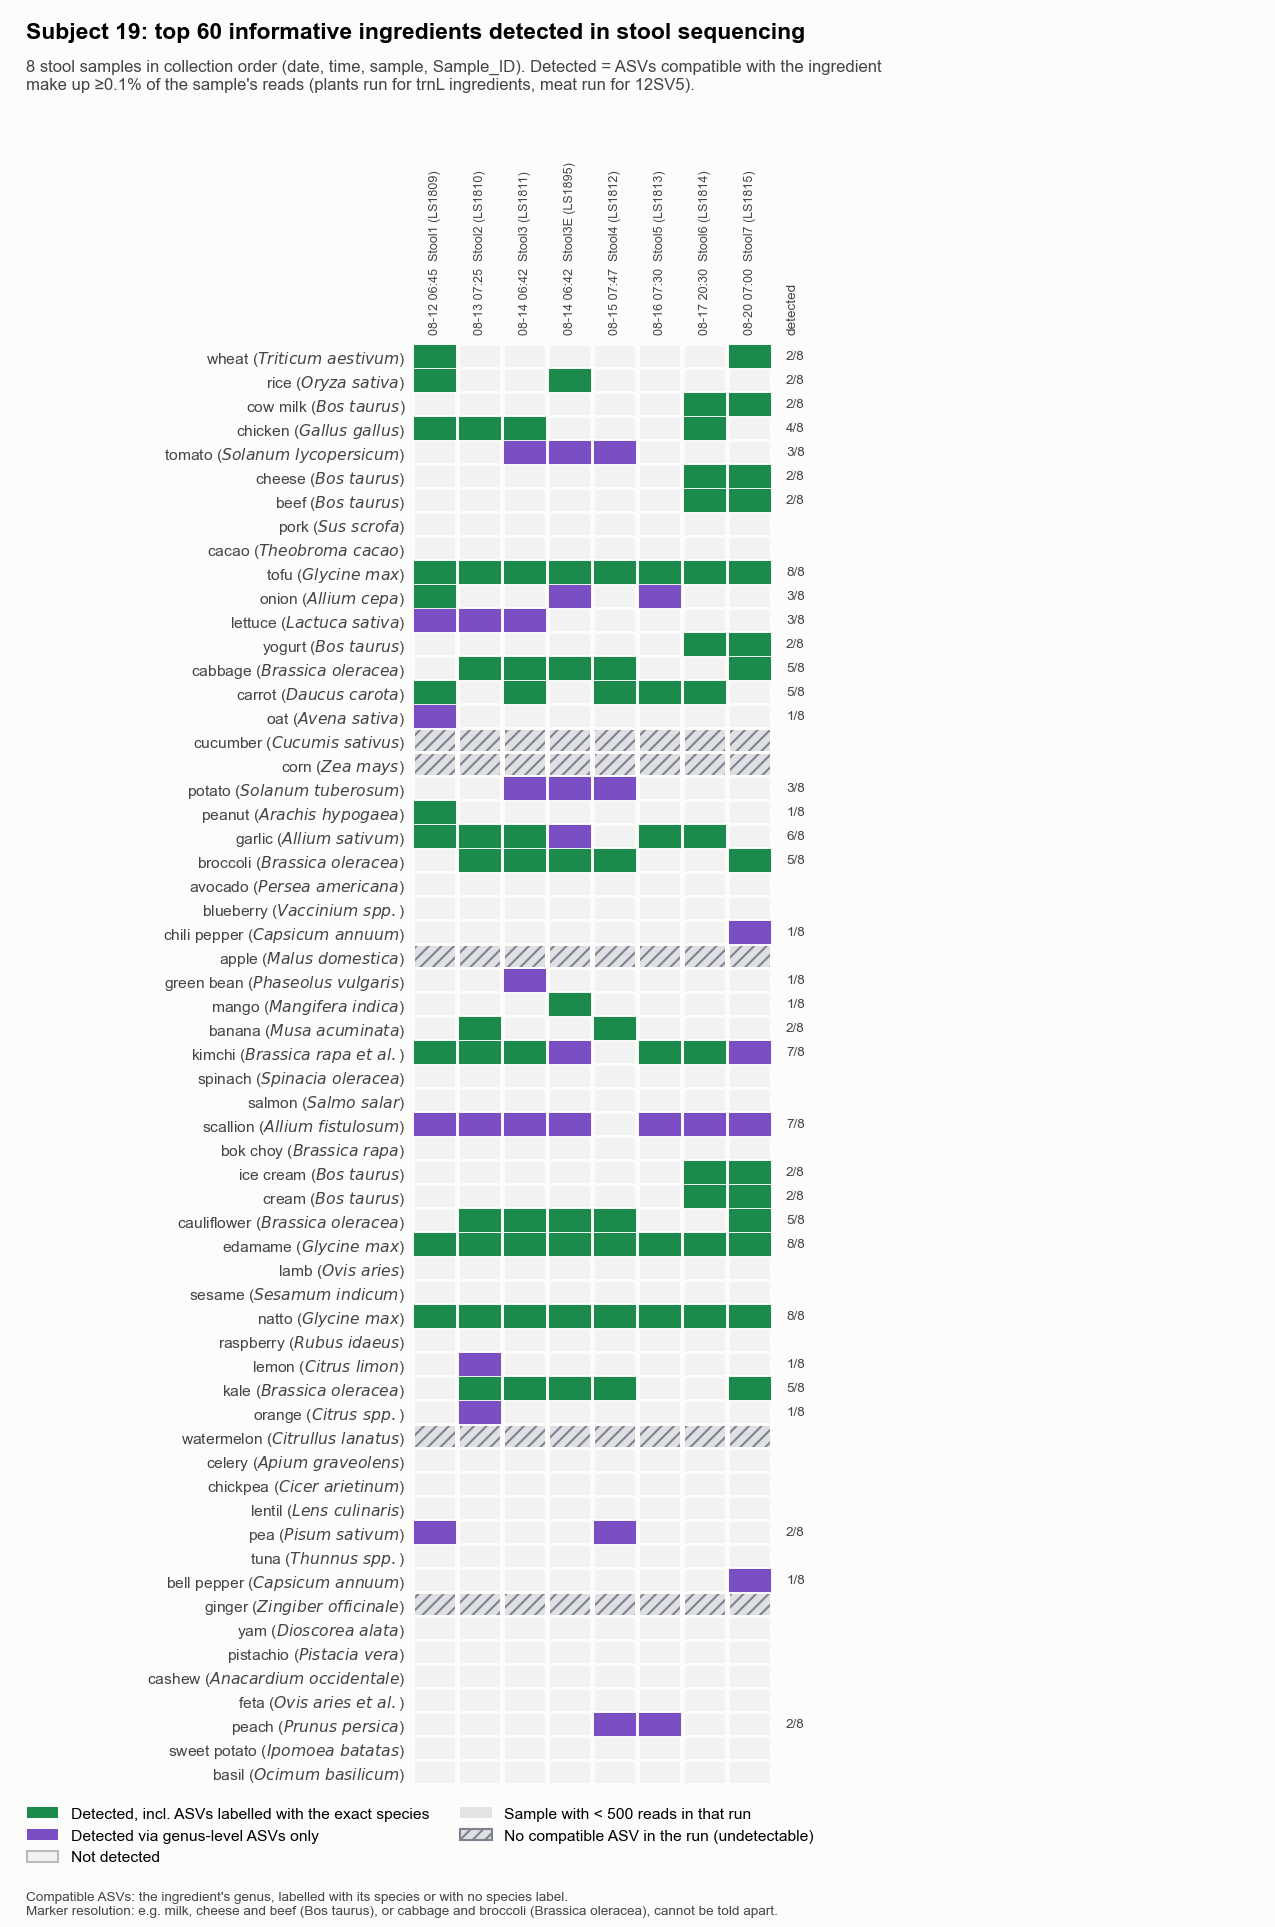 Subject 19: top 60 informative ingredients detected in stool sequencing
8 stool samples in collection order (date, time, sample, Sample_ID). Detected = ASVs compatible with the ingredient
make up ≥0.1% of the sample's reads (plants run for trnL ingredients, meat run for 12SV5).
08-12 06:45 Stool1 (LS1809)
08-13 07:25 Stool2 (LS1810)
08-14 06:42 Stool3 (LS1811)
08-14 06:42 Stool3E (LS1895)
08-15 07:47 Stool4 (LS1812)
08-16 07:30 Stool5 (LS1813)
08-17 20:30 Stool6 (LS1814)
08-20 07:00 Stool7 (LS1815)
detected
wheat (Triticum aestivum) 2/8
rice (Oryza sativa) 2/8
cow milk (Bos taurus) 2/8
chicken (Gallus gallus) 4/8
tomato (Solanum lycopersicum) 3/8
cheese (Bos taurus) 2/8
beef (Bos taurus) 2/8
pork (Sus scrofa)
cacao (Theobroma cacao)
tofu (Glycine max) 8/8
onion (Allium cepa) 3/8
lettuce (Lactuca sativa) 3/8
yogurt (Bos taurus) 2/8
cabbage (Brassica oleracea) 5/8
carrot (Daucus carota) 5/8
oat (Avena sativa) 1/8
cucumber (Cucumis sativus)
corn (Zea mays)
potato (Solanum tuberosum) 3/8
peanut (Arachis hypogaea) 1/8
garlic (Allium sativum) 6/8
broccoli (Brassica oleracea) 5/8
avocado (Persea americana)
blueberry (Vaccinium spp. )
chili pepper (Capsicum annuum) 1/8
apple (Malus domestica)
green bean (Phaseolus vulgaris) 1/8
mango (Mangifera indica) 1/8
banana (Musa acuminata) 2/8
kimchi (Brassica rapa et al. ) 7/8
spinach (Spinacia oleracea)
salmon (Salmo salar)
scallion (Allium fistulosum) 7/8
bok choy (Brassica rapa)
ice cream (Bos taurus) 2/8
cream (Bos taurus) 2/8
cauliflower (Brassica oleracea) 5/8
edamame (Glycine max) 8/8
lamb (Ovis aries)
sesame (Sesamum indicum)
natto (Glycine max) 8/8
raspberry (Rubus idaeus)
lemon (Citrus limon) 1/8
kale (Brassica oleracea) 5/8
orange (Citrus spp. ) 1/8
watermelon (Citrullus lanatus)
celery (Apium graveolens)
chickpea (Cicer arietinum)
lentil (Lens culinaris)
pea (Pisum sativum) 2/8
tuna (Thunnus spp. )
bell pepper (Capsicum annuum) 1/8
ginger (Zingiber officinale)
yam (Dioscorea alata)
pistachio (Pistacia vera)
cashew (Anacardium occidentale)
feta (Ovis aries et al. )
peach (Prunus persica) 2/8
sweet potato (Ipomoea batatas)
basil (Ocimum basilicum)
Detected, incl. ASVs labelled with the exact species
Detected via genus-level ASVs only
Not detected
Sample with < 500 reads in that run
No compatible ASV in the run (undetectable)
Compatible ASVs: the ingredient's genus, labelled with its species or with no species label.
Marker resolution: e.g. milk, cheese and beef (Bos taurus), or cabbage and broccoli (Brassica oleracea), cannot be told apart.